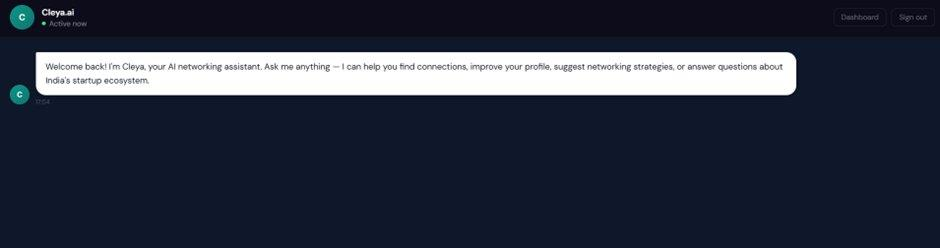 C
Cleya.ai
Active now
Dashboard
Sign out
Welcome back! I'm Cleya, your AI networking assistant. Ask me anything — I can help you find connections, improve your profile, suggest networking strategies, or answer questions about
India's startup ecosystem.
C
17:54